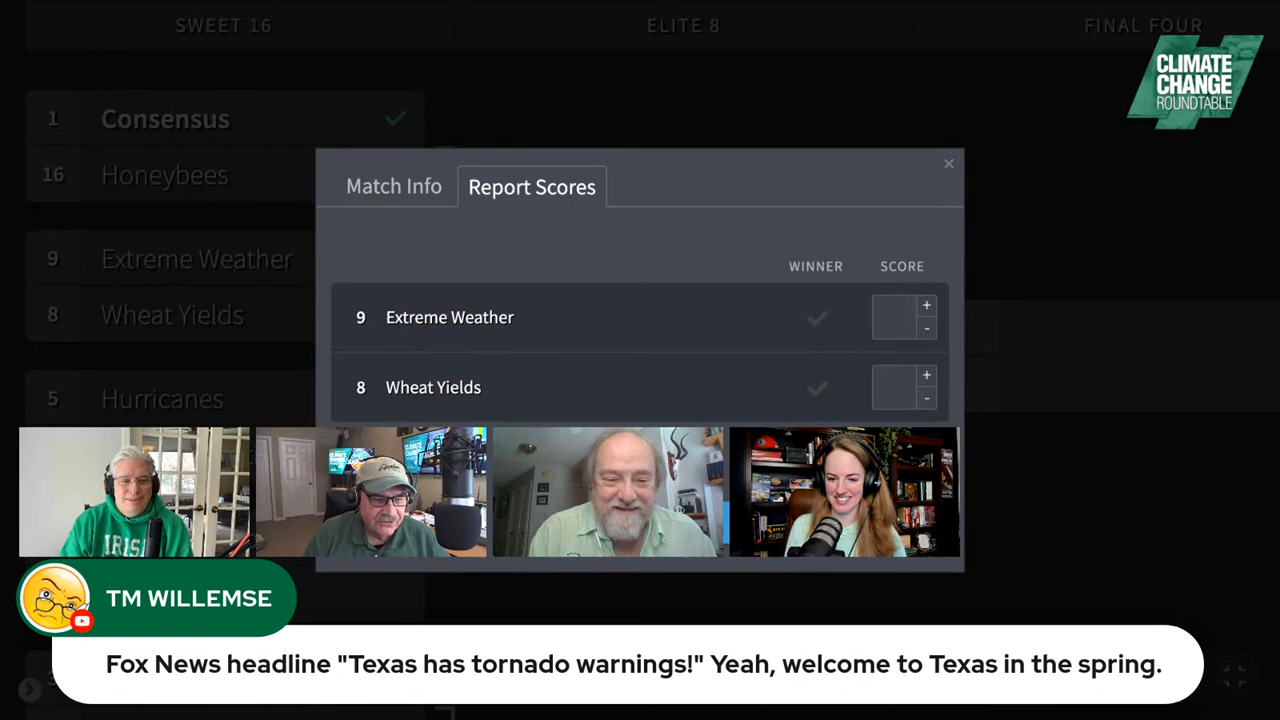 SWEET 16
ELITE 8
FINAL FOUR
CLIMATE
CHANGE
ROUNDTABLE
1 Consensus
16 Honeybees
9 Extreme Weather
8 Wheat Yields
5 Hurricanes
Match Info
Report Scores
×
WINNER
SCORE
9 Extreme Weather
+
-
8 Wheat Yields
+
-
IRIS
TM WILLEMSE
Fox News headline "Texas has tornado warnings!" Yeah, welcome to Texas in the spring.